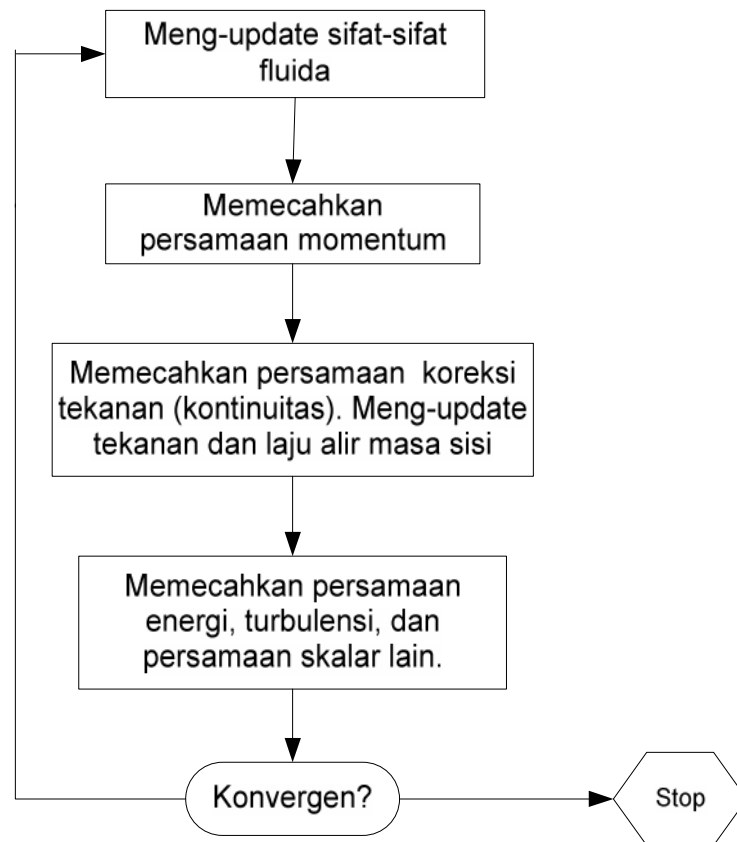 Meng-update sifat-sifat
fluida
Memecahkan
persamaan momentum
Memecahkan persamaan koreksi
tekanan (kontinuitas). Meng-update
tekanan dan laju alir masa sisi
Memecahkan persamaan
energi, turbulensi, dan
persamaan skalar lain.
Konvergen?
Stop